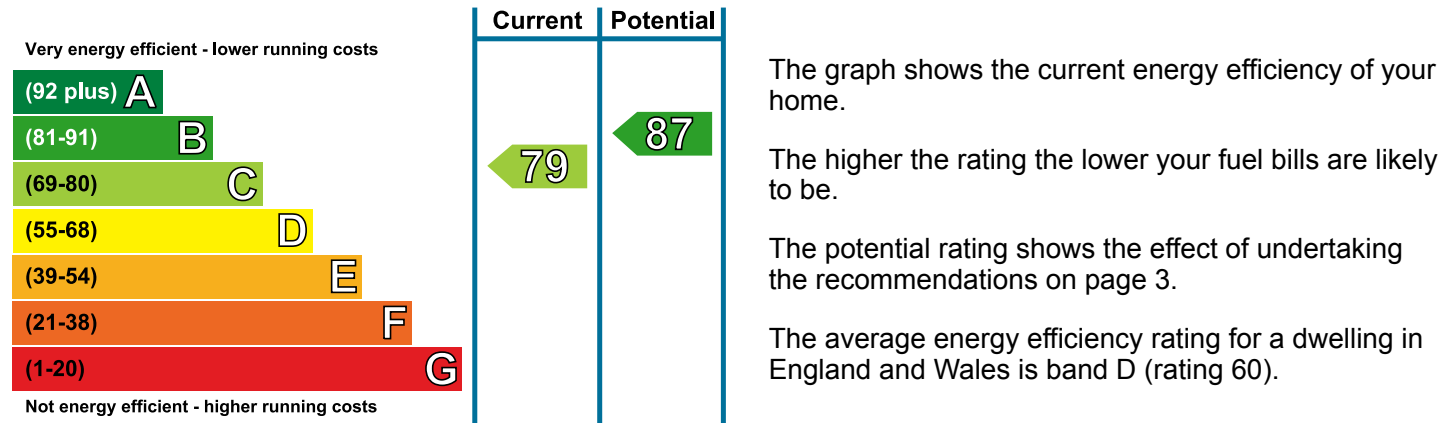 Current Potential
Very energy efficient - lower running costs
(92 plus) A
(81-91) B
(69-80) C
(55-68) D
(39-54) E
(21-38) F
(1-20) G
Not energy efficient - higher running costs
79
87
The graph shows the current energy efficiency of your
home.
The higher the rating the lower your fuel bills are likely
to be.
The potential rating shows the effect of undertaking
the recommendations on page 3.
The average energy efficiency rating for a dwelling in
England and Wales is band D (rating 60).